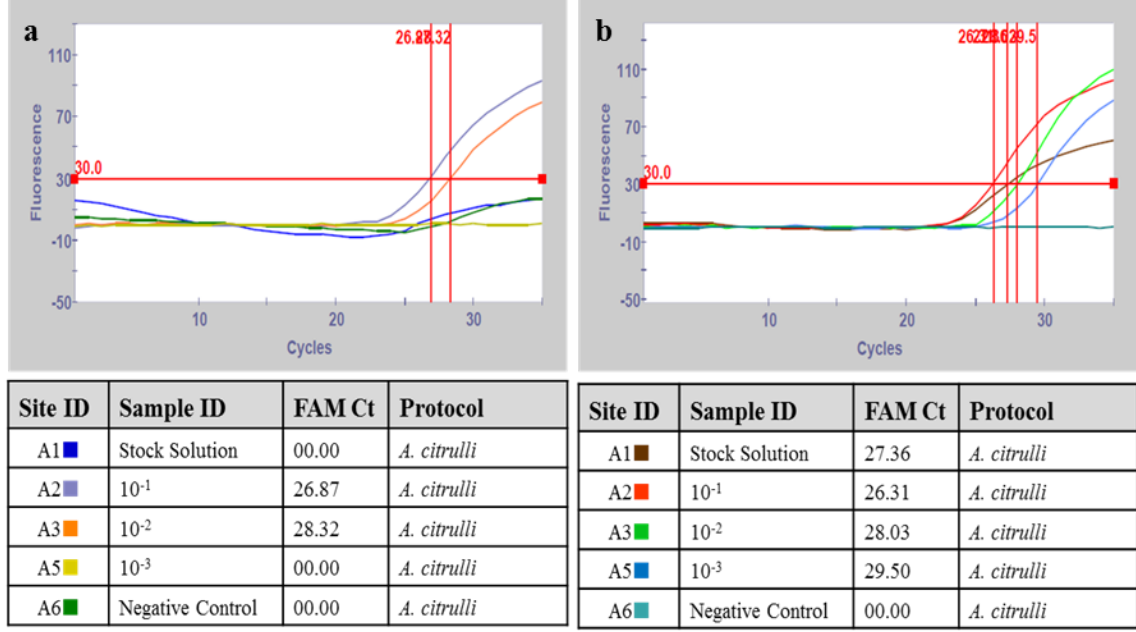 a
26.87 28.32
110
70
30.0
30
-10
-50
Fluorescence
10 20 30
Cycles
Site ID Sample ID FAM Ct Protocol
A1 Stock Solution 00.00 A. citrulli
A2 10-1 26.87 A. citrulli
A3 10-2 28.32 A. citrulli
A5 10-3 00.00 A. citrulli
A6 Negative Control 00.00 A. citrulli
b
110
70
30.0
30
-10
-50
Fluorescence
10 20 30
Cycles
Site ID Sample ID FAM Ct Protocol
A1 Stock Solution 27.36 A. citrulli
A2 10-1 26.31 A. citrulli
A3 10-2 28.03 A. citrulli
A5 10-3 29.50 A. citrulli
A6 Negative Control 00.00 A. citrulli